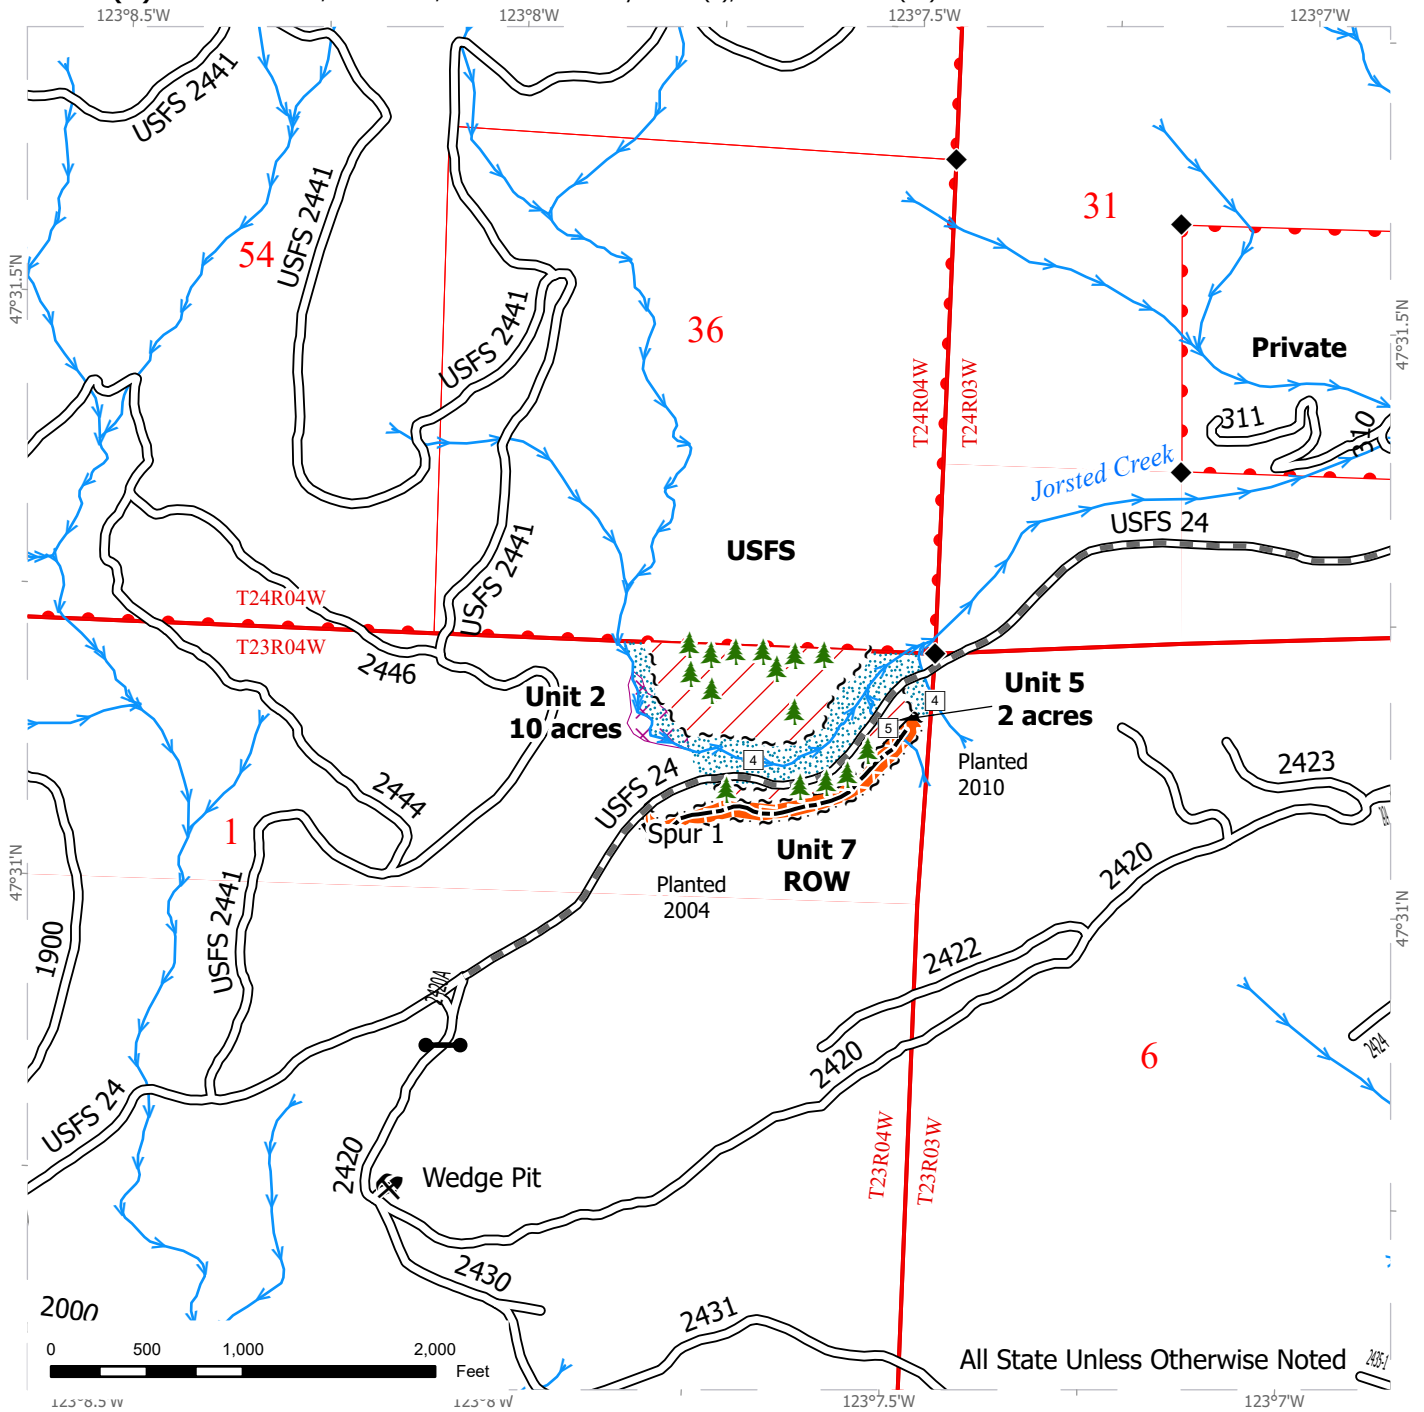 123°8.5'W
123°8'W
123°7.5'W
123°7'W
USFS 2441
USFS 2441
54
31
47°31.5'N
47°31.5'N
36
USFS 2441
Private
T24R04W
T24R03W
311
310
Jorsted Creek
USFS 24
USFS
USFS 2441
T24R04W
T23R04W
2446
Unit 2
10 acres
Unit 5
2 acres
4
5
4
Planted
2010
2423
USFS 24
2444
1
Spur 1
Unit 7
ROW
2420
47°31'N
47°31'N
USFS 2441
Planted
2004
1900
2422
2420A
2420
6
2424
USFS 24
T23R04W
T23R03W
2420
Wedge Pit
2430
2000
2431
0
500
1,000
2,000
Feet
All State Unless Otherwise Noted
2435-1
123°8.5'W
123°8'W
123°7.5'W
123°7'W